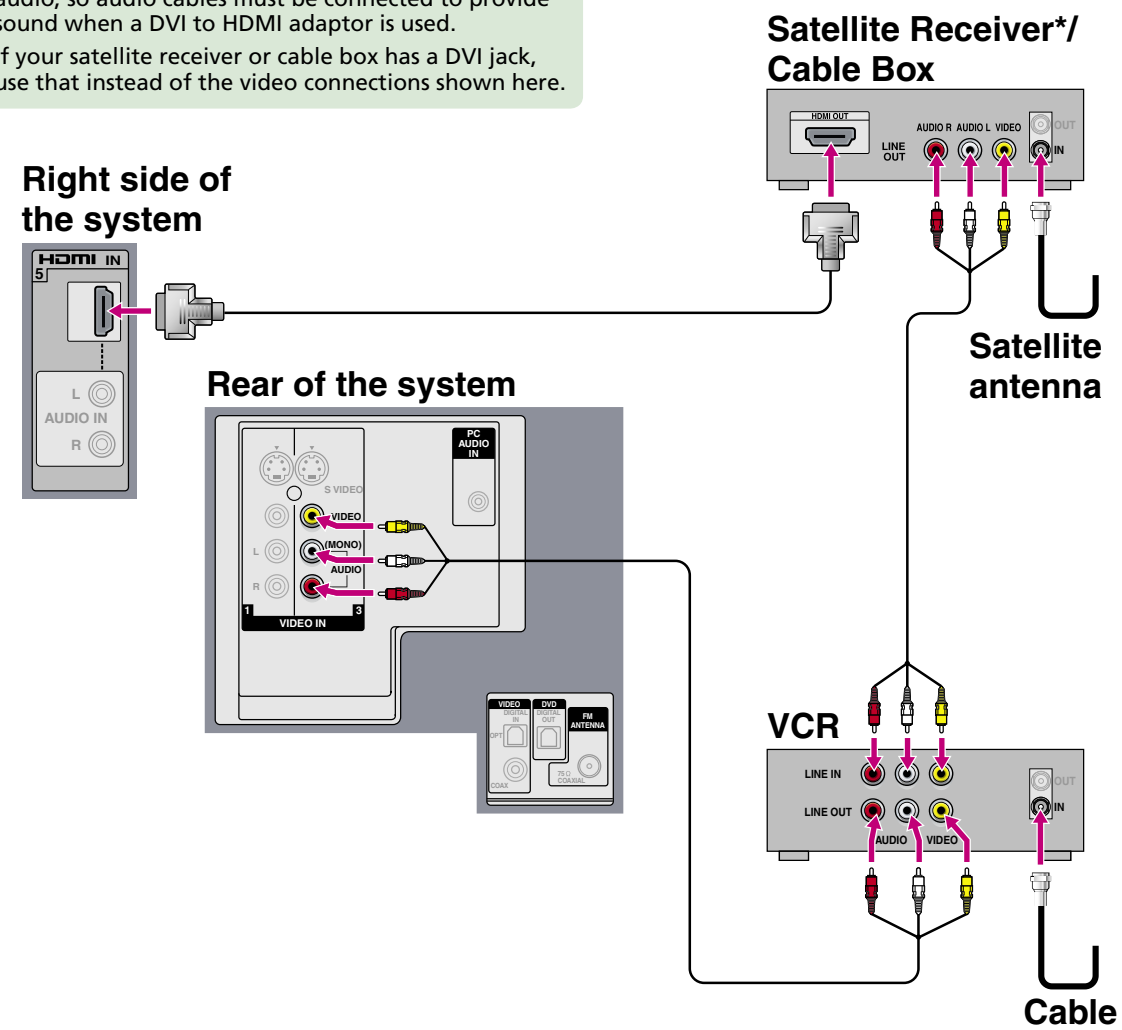 audio, so audio cables must be connected to provide
sound when a DVI to HDMI adaptor is used.
f your satellite receiver or cable box has a DVI jack,
use that instead of the video connections shown here.
Satellite Receiver*/
Cable Box
HDMI OUT
LINE
OUT
AUDIO R AUDIO L VIDEO
OUT
IN
Right side of
the system
HDMI IN
5
L
AUDIO IN
R
Satellite
antenna
Rear of the system
PC
AUDIO
IN
S VIDEO
VIDEO
L
(MONO)
AUDIO
R
1
3
VIDEO IN
VIDEO
DIGITAL
IN
OPT
COAX
DVD
DIGITAL
OUT
FM
ANTENNA
75 Ω
COAXIAL
VCR
LINE IN
LINE OUT
AUDIO
VIDEO
OUT
IN
Cable